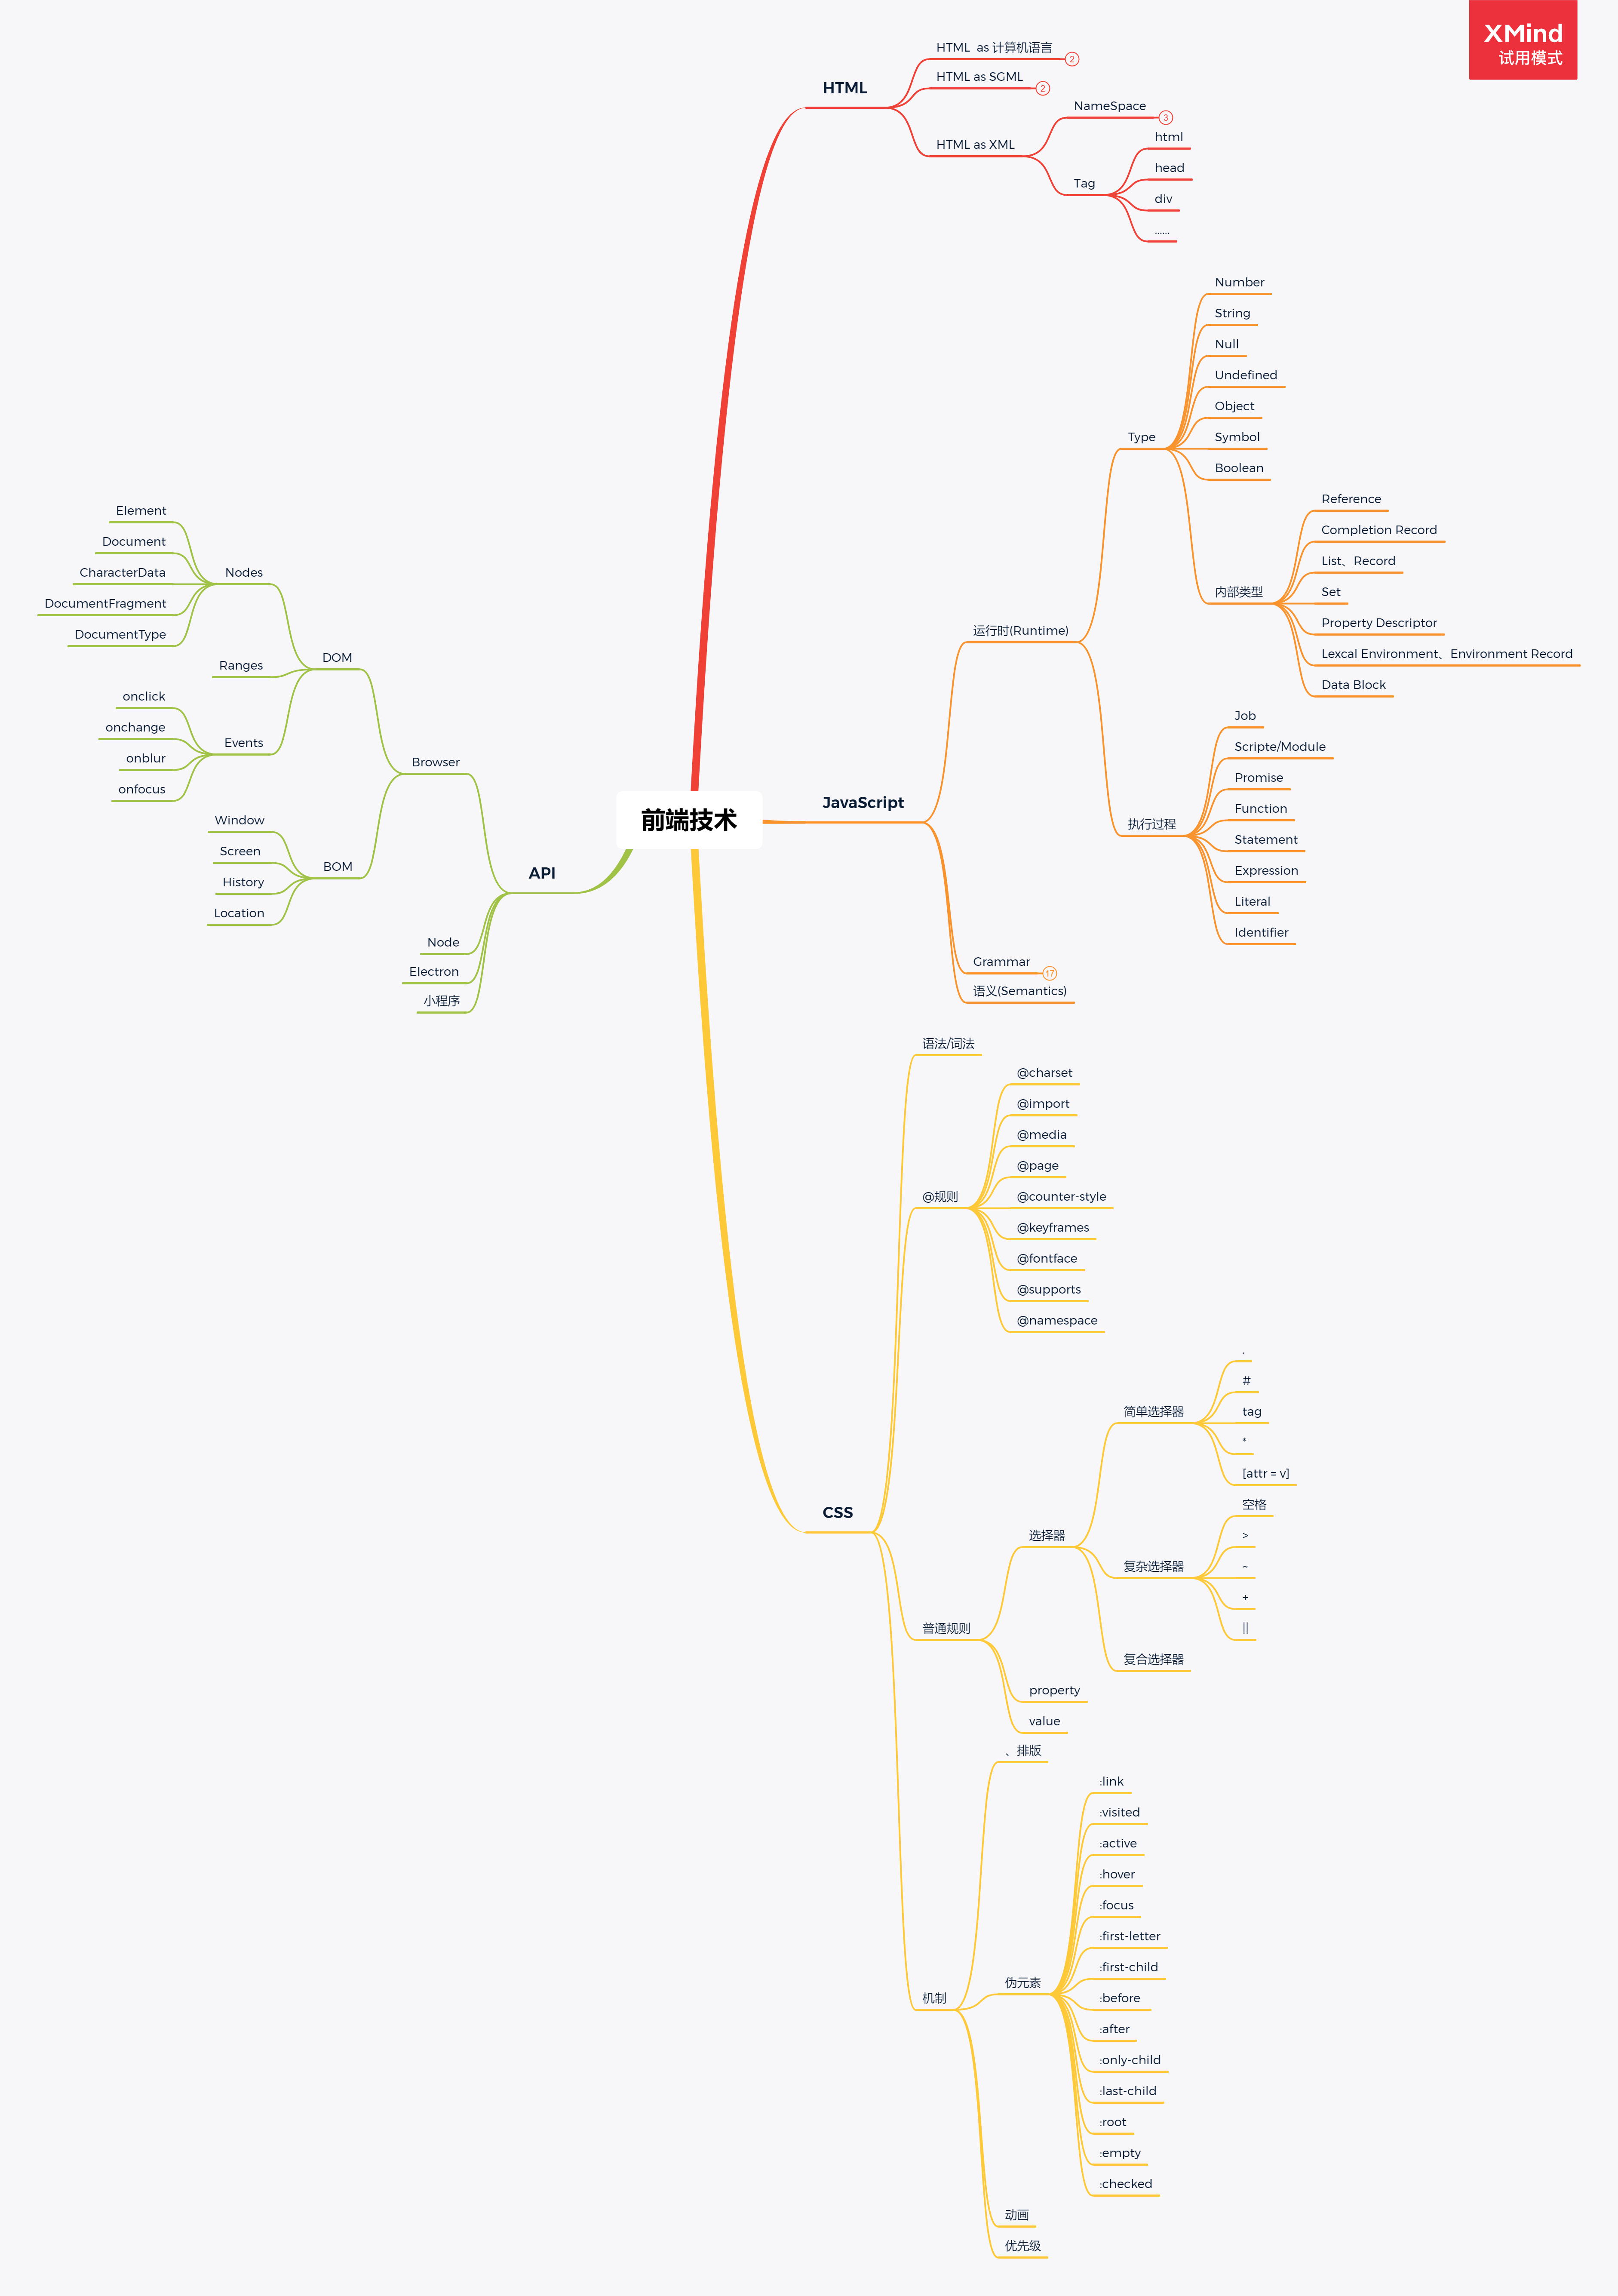 XMind
试用模式
前端技术
HTML
HTML as 计算机语言
2
HTML as SGML
2
HTML as XML
NameSpace
3
Tag
html
head
div
......
JavaScript
运行时(Runtime)
Type
Number
String
Null
Undefined
Object
Symbol
Boolean
内部类型
Reference
Completion Record
List、Record
Set
Property Descriptor
Lexcal Environment、Environment Record
Data Block
执行过程
Job
Scripte/Module
Promise
Function
Statement
Expression
Literal
Identifier
Grammar
17
语义(Semantics)
CSS
语法/词法
@规则
@charset
@import
@media
@page
@counter-style
@keyframes
@fontface
@supports
@namespace
普通规则
选择器
简单选择器
.
#
tag
*
[attr = v]
复杂选择器
空格
>
~
+
||
复合选择器
property
value
机制
、排版
伪元素
:link
:visited
:active
:hover
:focus
:first-letter
:first-child
:before
:after
:only-child
:last-child
:root
:empty
:checked
动画
优先级
API
Browser
DOM
Nodes
Element
Document
CharacterData
DocumentFragment
DocumentType
Ranges
Events
onclick
onchange
onblur
onfocus
BOM
Window
Screen
History
Location
Node
Electron
小程序